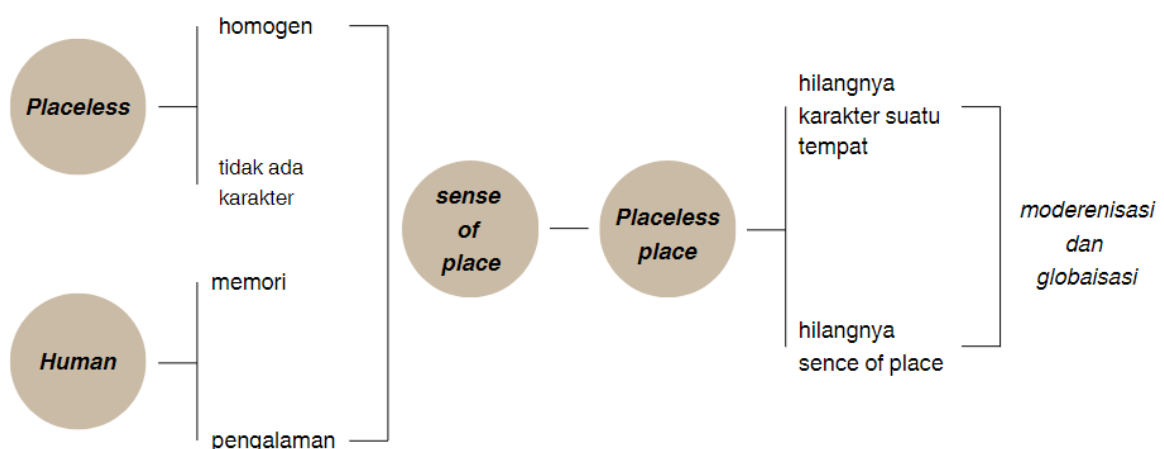 homogen
Placeless
tidak ada
karakter
memori
Human
pengalaman
sense
of
place
Placeless
place
hilangnya
karakter suatu
tempat
hilangnya
sence of place
moderenisasi
dan
globaisasi